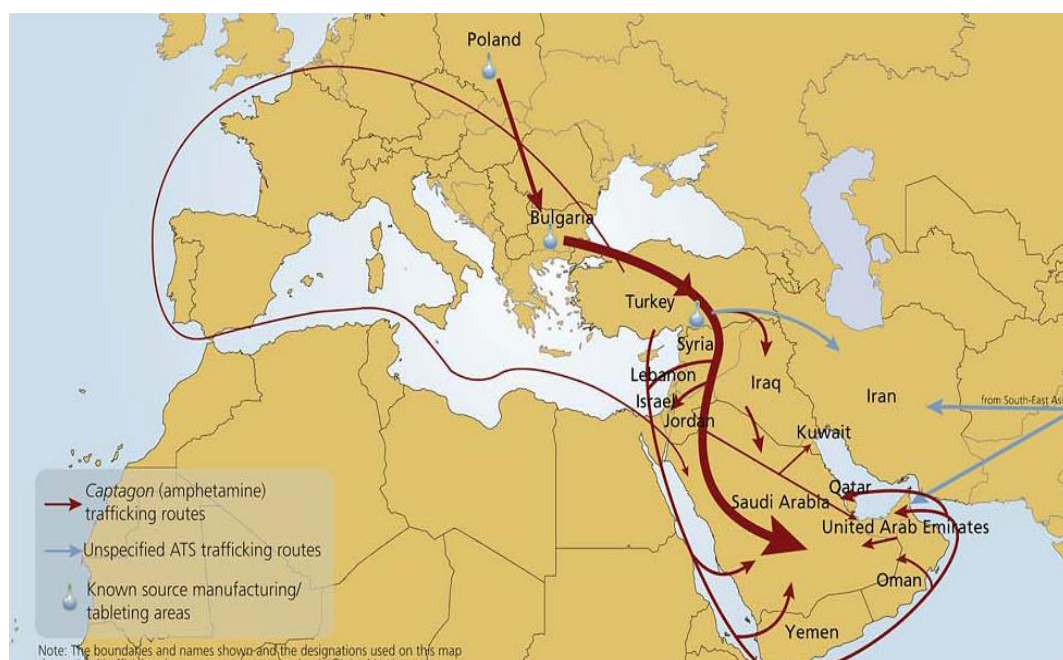 Poland
Bulgaria
Turkey
Syria
Lebanon
Israel
Jordan
Iraq
Iran
from South-East As
Kuwait
Qatar
Saudi Arabia
United Arab Emirates
Oman
Yemen
Captagon (amphetamine)
trafficking routes
Unspecified ATS trafficking routes
Known source manufacturing/
tableting areas
Note: The boundaries and names shown and the designations used on this map